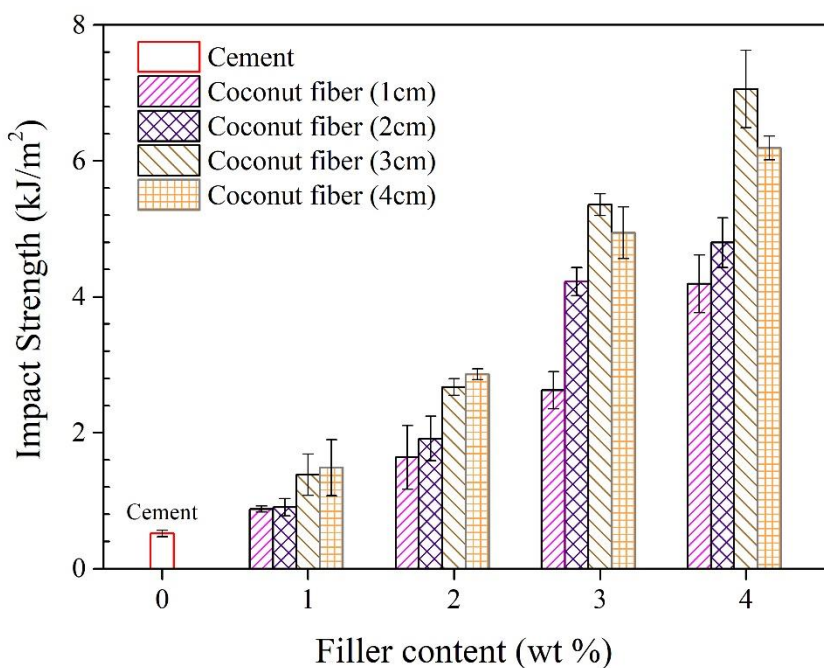 8
6
4
2
0
Impact Strength (kJ/m²)
Cement
Coconut fiber (1cm)
Coconut fiber (2cm)
Coconut fiber (3cm)
Coconut fiber (4cm)
Cement
0 1 2 3 4
Filler content (wt %)